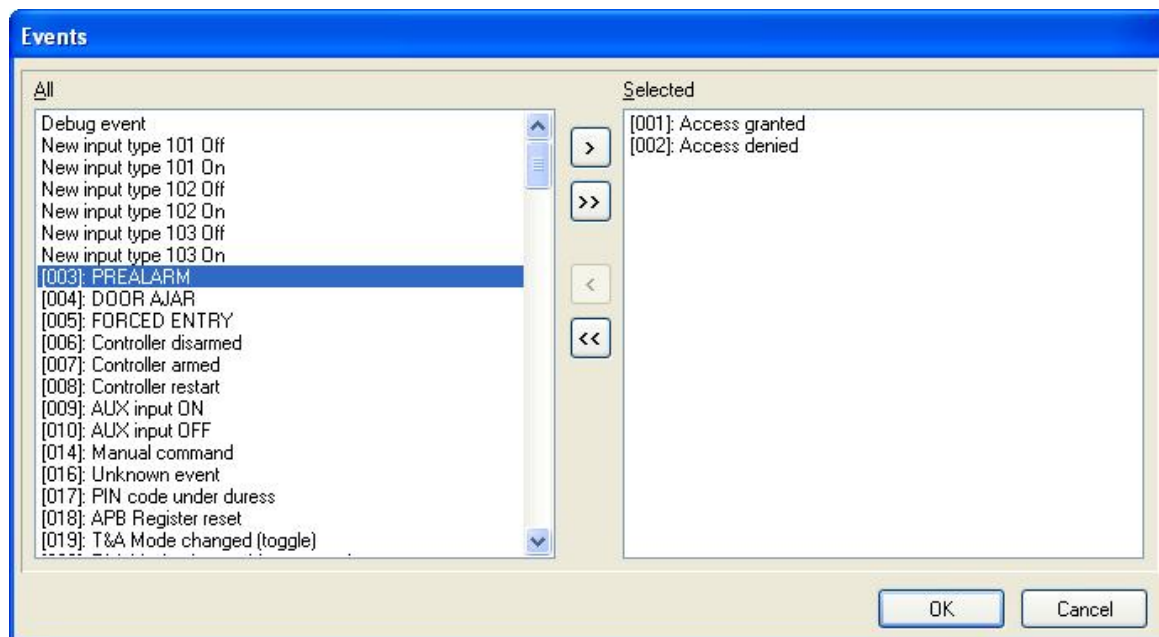 Events
All
Selected
Debug event
New input type 101 Off
New input type 101 On
New input type 102 Off
New input type 102 On
New input type 103 Off
New input type 103 On
[003]: PREALARM
[004]: DOOR AJAR
[005]: FORCED ENTRY
[006]: Controller disarmed
[007]: Controller armed
[008]: Controller restart
[009]: AUX input ON
[010]: AUX input OFF
[014]: Manual command
[016]: Unknown event
[017]: PIN code under duress
[018]: APB Register reset
[019]: T&A Mode changed (toggle)
>
>>
<
<<
[001]: Access granted
[002]: Access denied
OK
Cancel